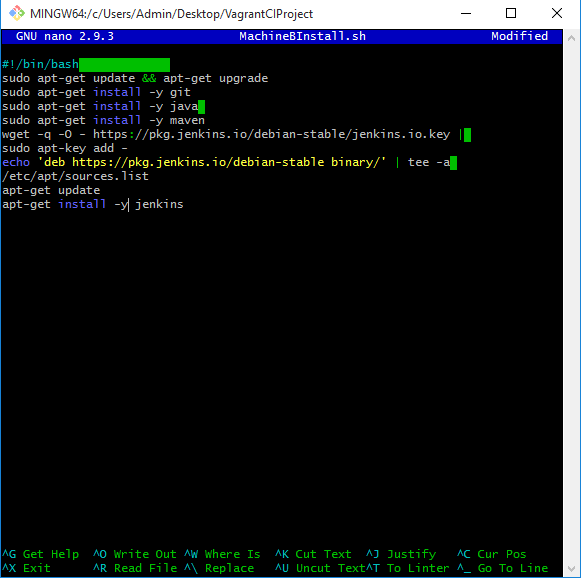 MINGW64:/c/Users/Admin/Desktop/VagrantCIProject
GNU nano 2.9.3 MachineBInstall.sh Modified
#!/bin/bash
sudo apt-get update && apt-get upgrade
sudo apt-get install -y git
sudo apt-get install -y java
sudo apt-get install -y maven
wget -q -O - https://pkg.jenkins.io/debian-stable/jenkins.io.key |
sudo apt-key add -
echo 'deb https://pkg.jenkins.io/debian-stable binary/' | tee -a
/etc/apt/sources.list
apt-get update
apt-get install -y jenkins
^G Get Help ^O Write Out ^W Where Is ^K Cut Text ^J Justify ^C Cur Pos
^X Exit ^R Read File ^\ Replace ^U Uncut Text^T To Linter ^_ Go To Line